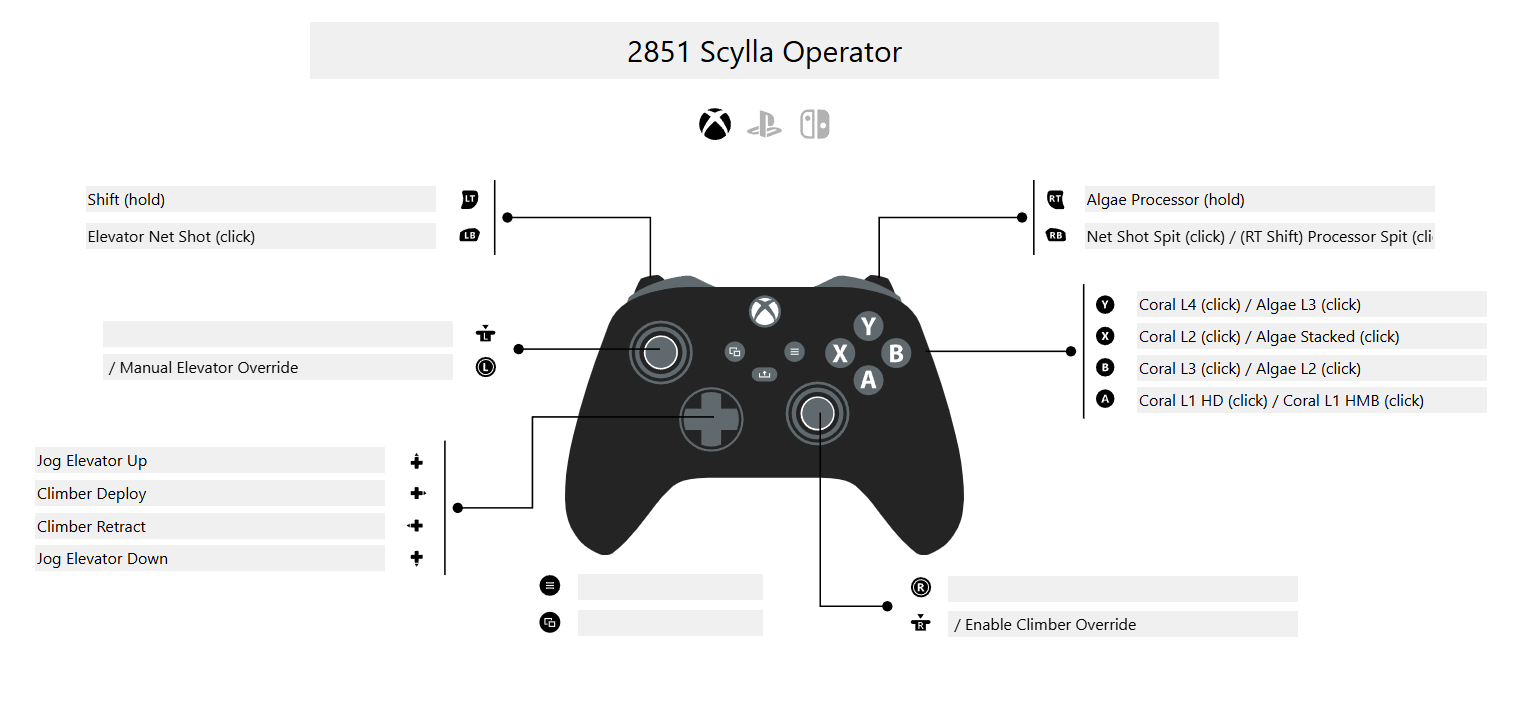 2851 Scylla Operator
Shift (hold)
LT
RT
Algae Processor (hold)
Elevator Net Shot (click)
LB
RB
Net Shot Spit (click) / (RT Shift) Processor Spit (cli
Y
Coral L4 (click) / Algae L3 (click)
X
Coral L2 (click) / Algae Stacked (click)
B
Coral L3 (click) / Algae L2 (click)
A
Coral L1 HD (click) / Coral L1 HMB (click)
L
/ Manual Elevator Override
L
Y
X
B
A
Jog Elevator Up
Climber Deploy
Climber Retract
Jog Elevator Down
R
R
/ Enable Climber Override